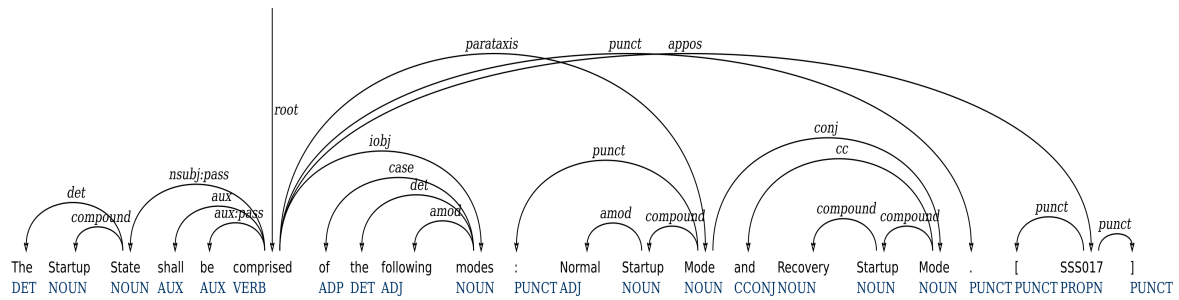 parataxis punct appos
root
conj
iobj cc
punct
nsubj:pass case
det aux det
compound aux:pass amod amod compound compound compound punct punct
The Startup State shall be comprised of the following modes : Normal Startup Mode and Recovery Startup Mode . [ SSS017 ]
DET NOUN NOUN AUX AUX VERB ADP DET ADJ NOUN PUNCT ADJ NOUN NOUN CCONJ NOUN NOUN NOUN PUNCT PUNCT PROPN PUNCT